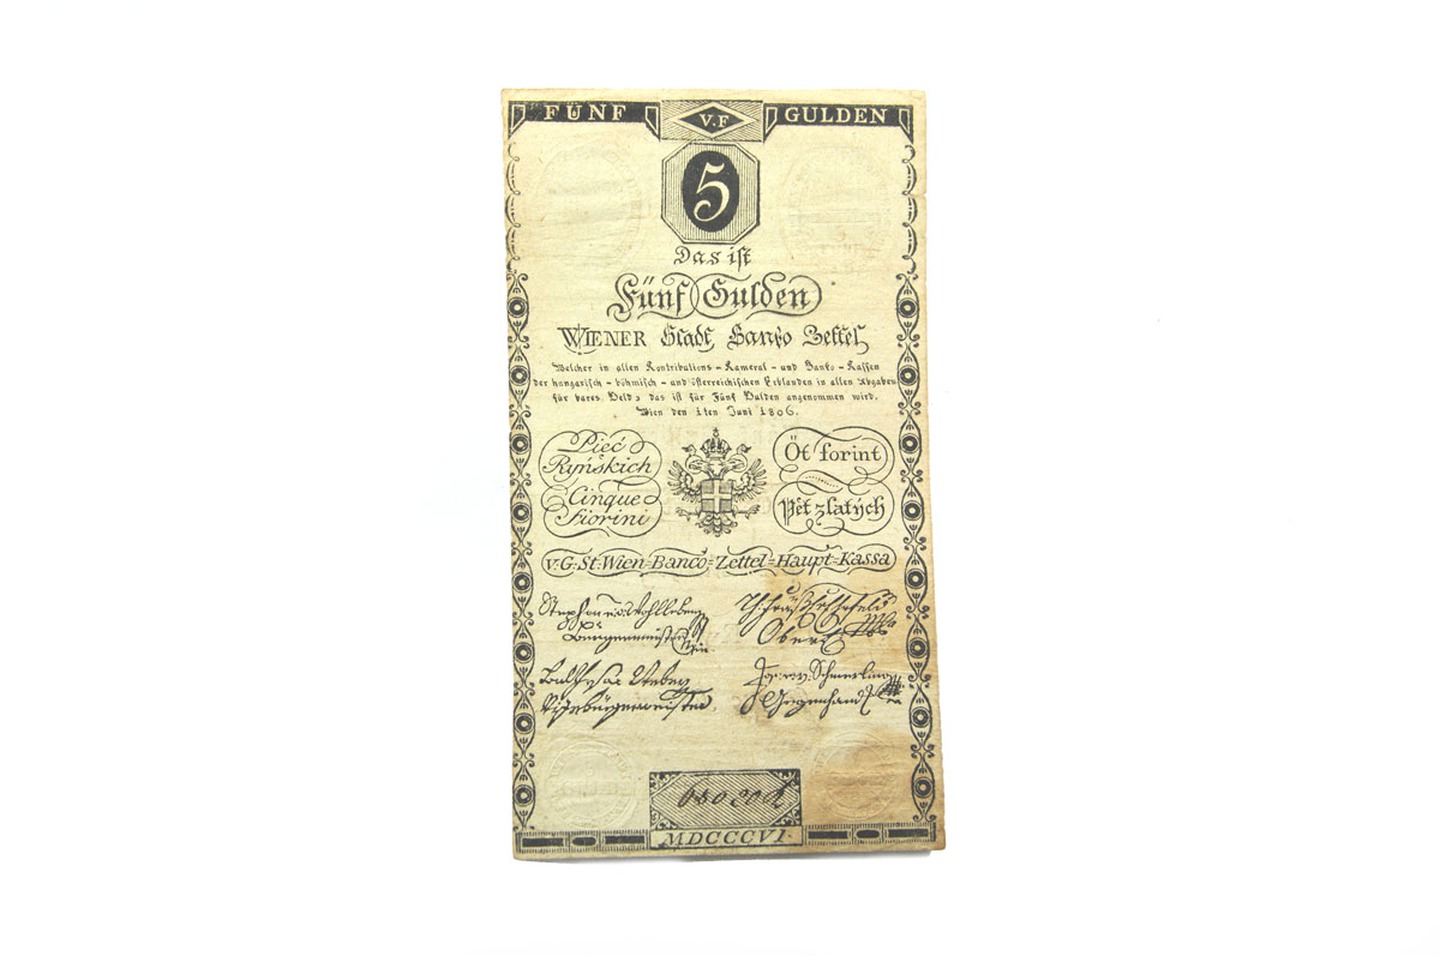 FÜNF V.F GULDEN
5
Das ist
Fünf Gulden
WIENER Stadt Banko Zettel,
Welcher in allen Kontributions - Kameral - und Banko - Kassen
der hungarisch - böhmisch - und österreichischen Erblanden in allen Abgaben
für bares Geld, das ist für Fünf Gulden angenommen wird.
Wien den 1ten Juni 1806.
Pięć
Ryńskich
Cinque
Fiorini
Öt forint
Pět zlatých
v: G: St: Wien-Banco-Zettel-Haupt-Kassa
Bürgermeister
Vizebürgermeister
MDCCCVI.